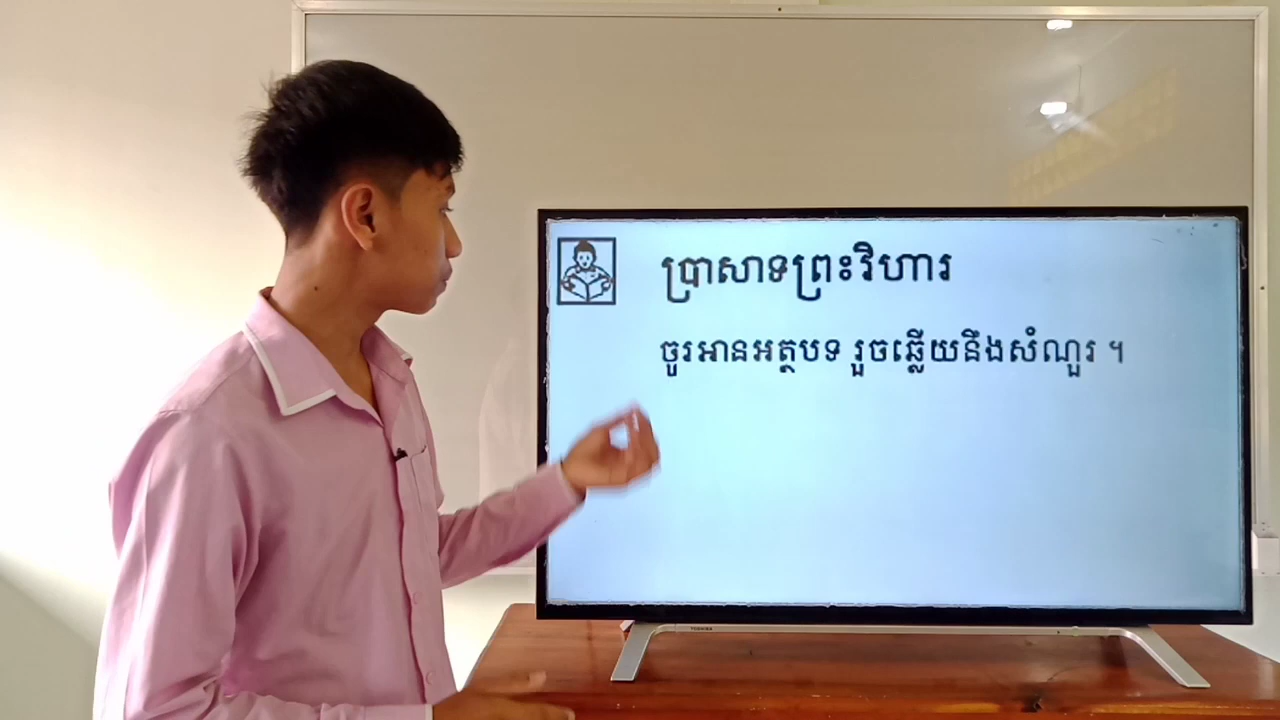 ប្រាសាទព្រះវិហារ
ចូរអានអត្ថបទ រួចឆ្លើយនឹងសំណួរ ។
TOSHIBA